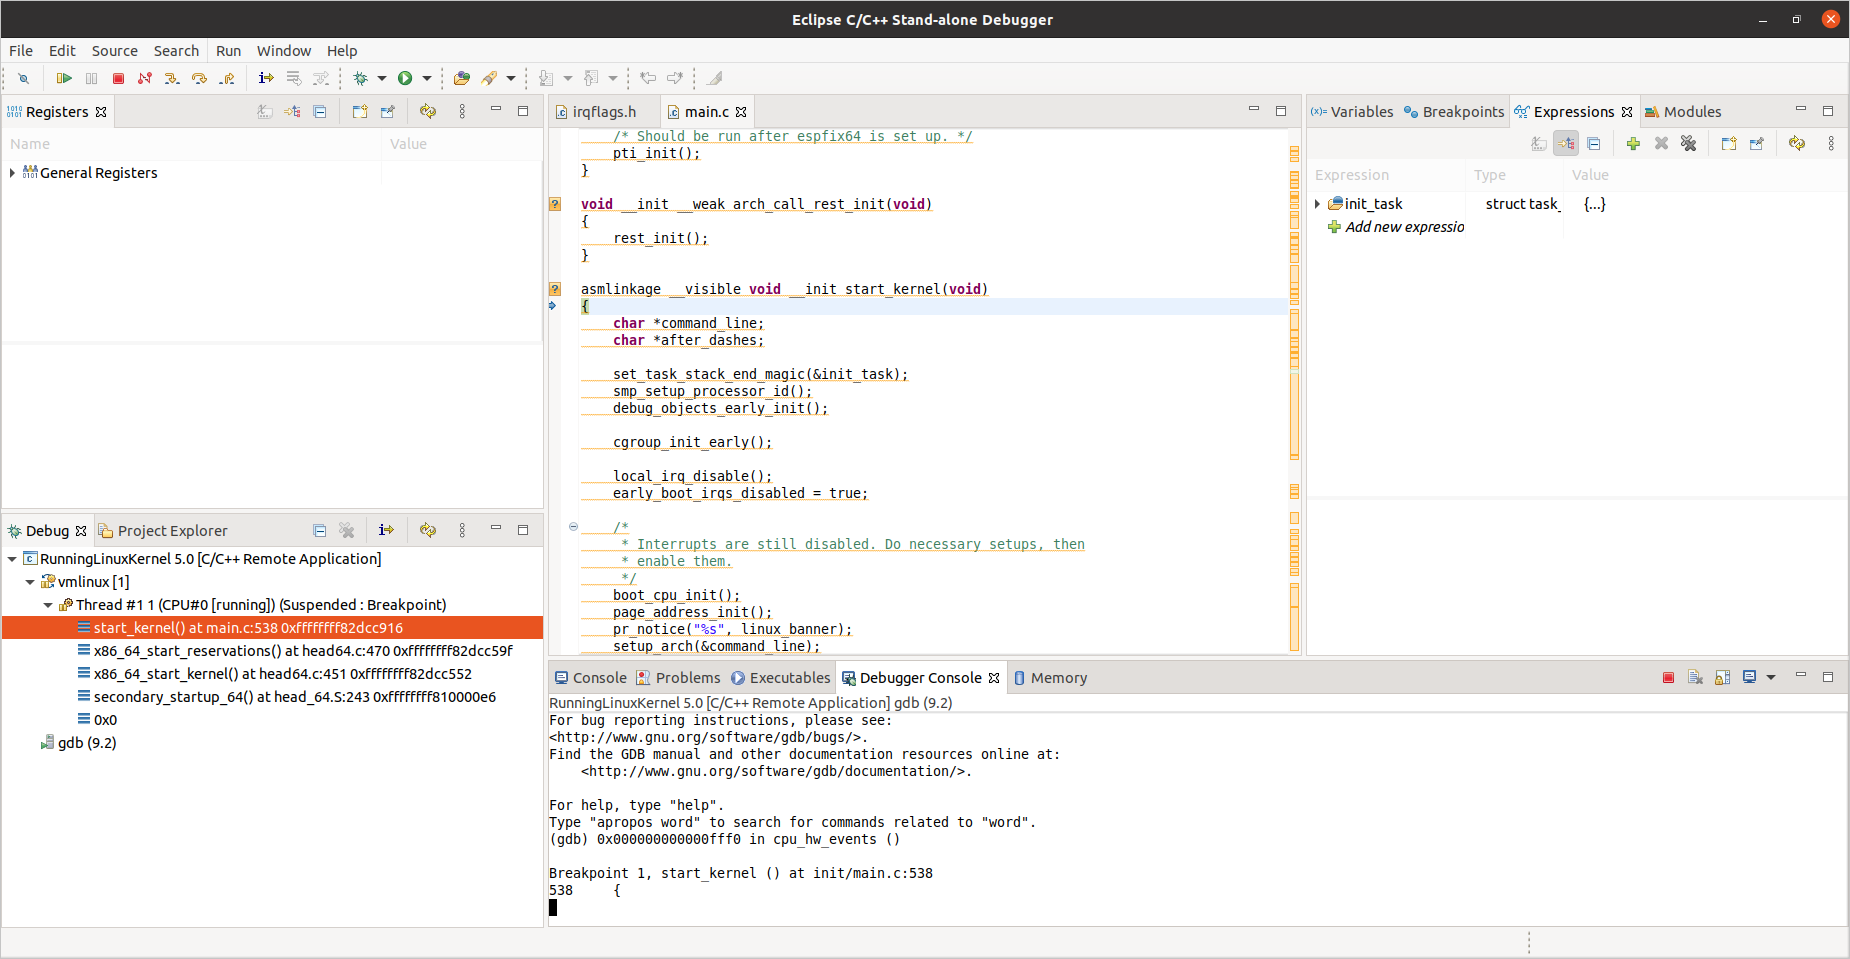 Eclipse C/C++ Stand-alone Debugger
File Edit Source Search Run Window Help
Registers
Name Value
General Registers
Debug Project Explorer
RunningLinuxKernel 5.0 [C/C++ Remote Application]
vmlinux [1]
Thread #1 1 (CPU#0 [running]) (Suspended : Breakpoint)
start_kernel() at main.c:538 0xffffffff82dcc916
x86_64_start_reservations() at head64.c:470 0xffffffff82dcc59f
x86_64_start_kernel() at head64.c:451 0xffffffff82dcc552
secondary_startup_64() at head_64.S:243 0xffffffff810000e6
0x0
gdb (9.2)
irqflags.h main.c
/* Should be run after espfix64 is set up. */
pti_init();
}
void __init __weak arch_call_rest_init(void)
{
rest_init();
}
asmlinkage __visible void __init start_kernel(void)
{
char *command_line;
char *after_dashes;
set_task_stack_end_magic(&init_task);
smp_setup_processor_id();
debug_objects_early_init();
cgroup_init_early();
local_irq_disable();
early_boot_irqs_disabled = true;
/*
* Interrupts are still disabled. Do necessary setups, then
* enable them.
*/
boot_cpu_init();
page_address_init();
pr_notice("%s", linux_banner);
setup_arch(&command_line);
Variables Breakpoints Expressions Modules
Expression Type Value
init_task struct task_ {...}
Add new expressio
Console Problems Executables Debugger Console Memory
RunningLinuxKernel 5.0 [C/C++ Remote Application] gdb (9.2)
For bug reporting instructions, please see:
<http://www.gnu.org/software/gdb/bugs/>.
Find the GDB manual and other documentation resources online at:
<http://www.gnu.org/software/gdb/documentation/>.
For help, type "help".
Type "apropos word" to search for commands related to "word".
(gdb) 0x000000000000fff0 in cpu_hw_events ()
Breakpoint 1, start_kernel () at init/main.c:538
538 {